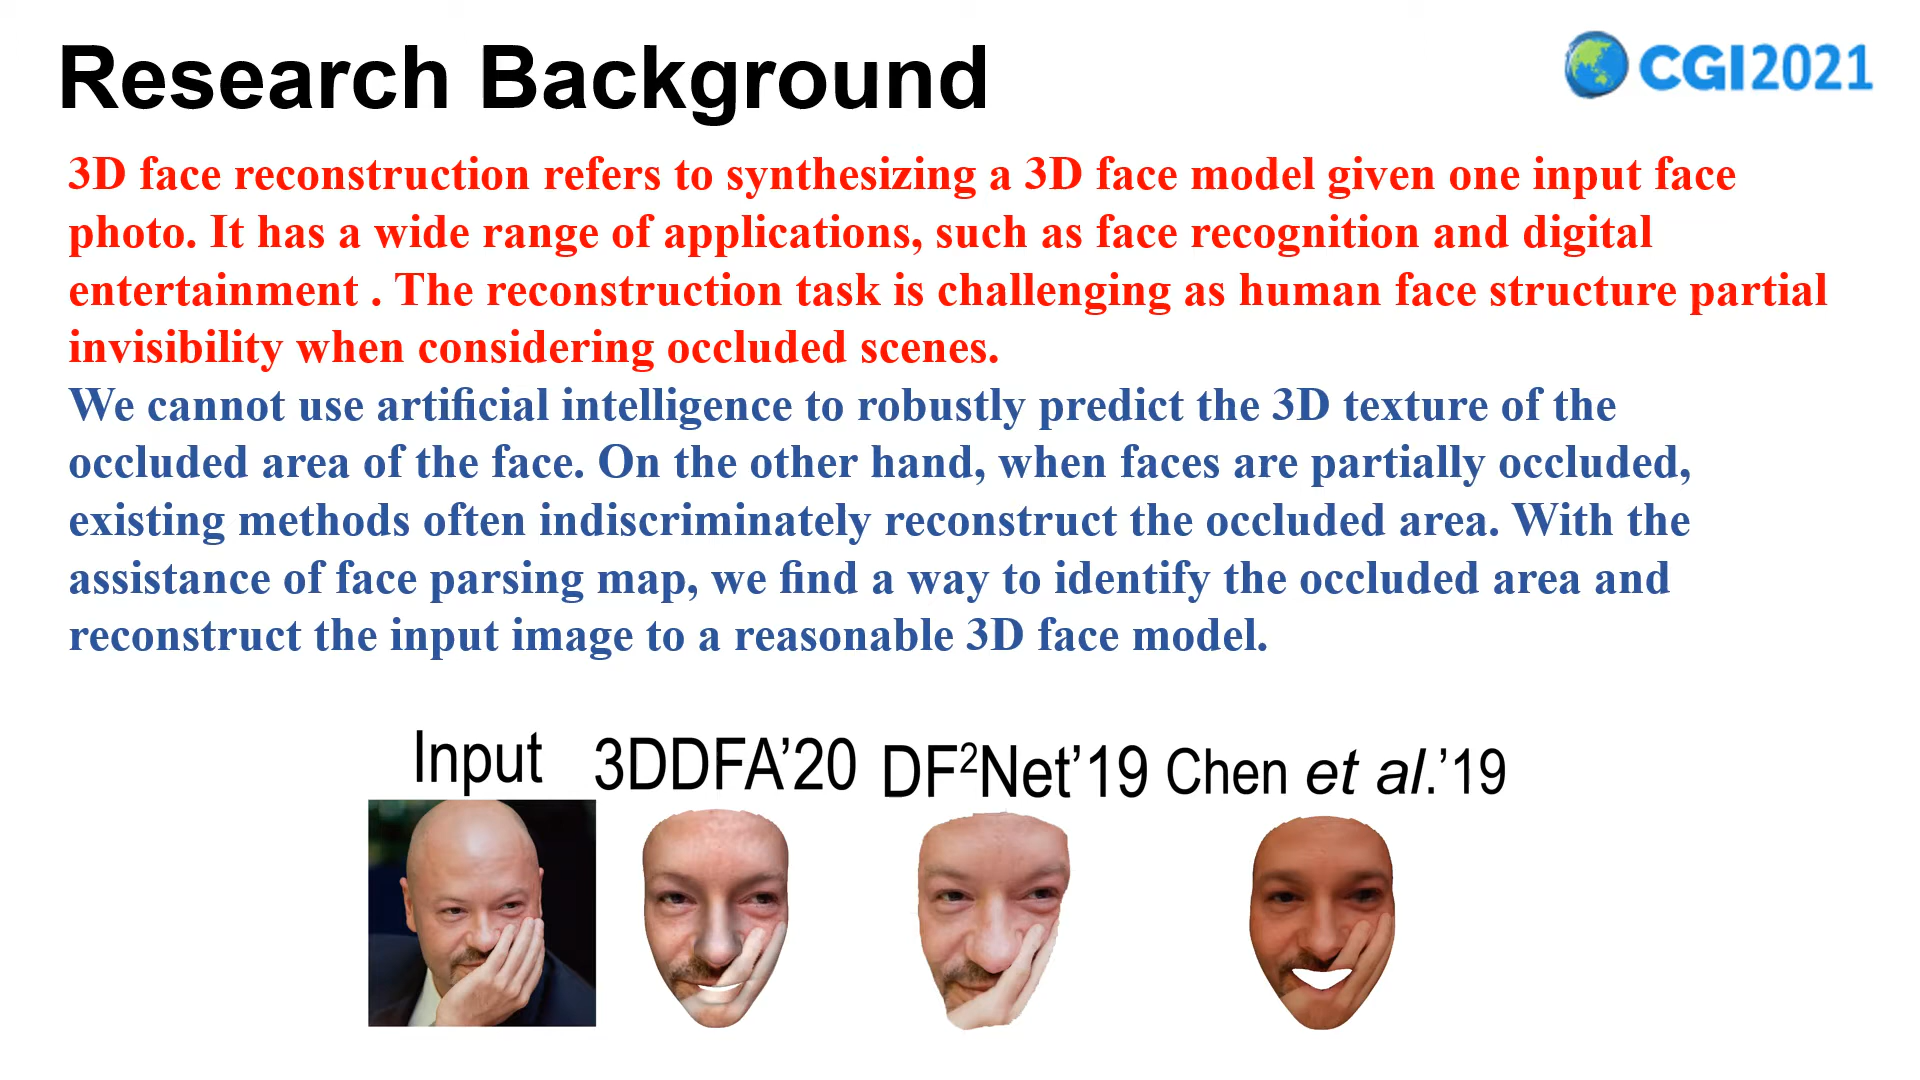 Research Background
CGI2021
3D face reconstruction refers to synthesizing a 3D face model given one input face
photo. It has a wide range of applications, such as face recognition and digital
entertainment . The reconstruction task is challenging as human face structure partial
invisibility when considering occluded scenes.
We cannot use artificial intelligence to robustly predict the 3D texture of the
occluded area of the face. On the other hand, when faces are partially occluded,
existing methods often indiscriminately reconstruct the occluded area. With the
assistance of face parsing map, we find a way to identify the occluded area and
reconstruct the input image to a reasonable 3D face model.
Input 3DDFA’20 DF²Net’19 Chen et al.’19